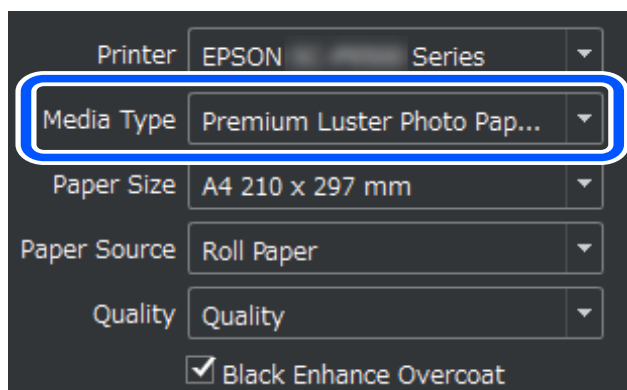 Printer EPSON Series
Media Type Premium Luster Photo Pap...
Paper Size A4 210 x 297 mm
Paper Source Roll Paper
Quality Quality
Black Enhance Overcoat